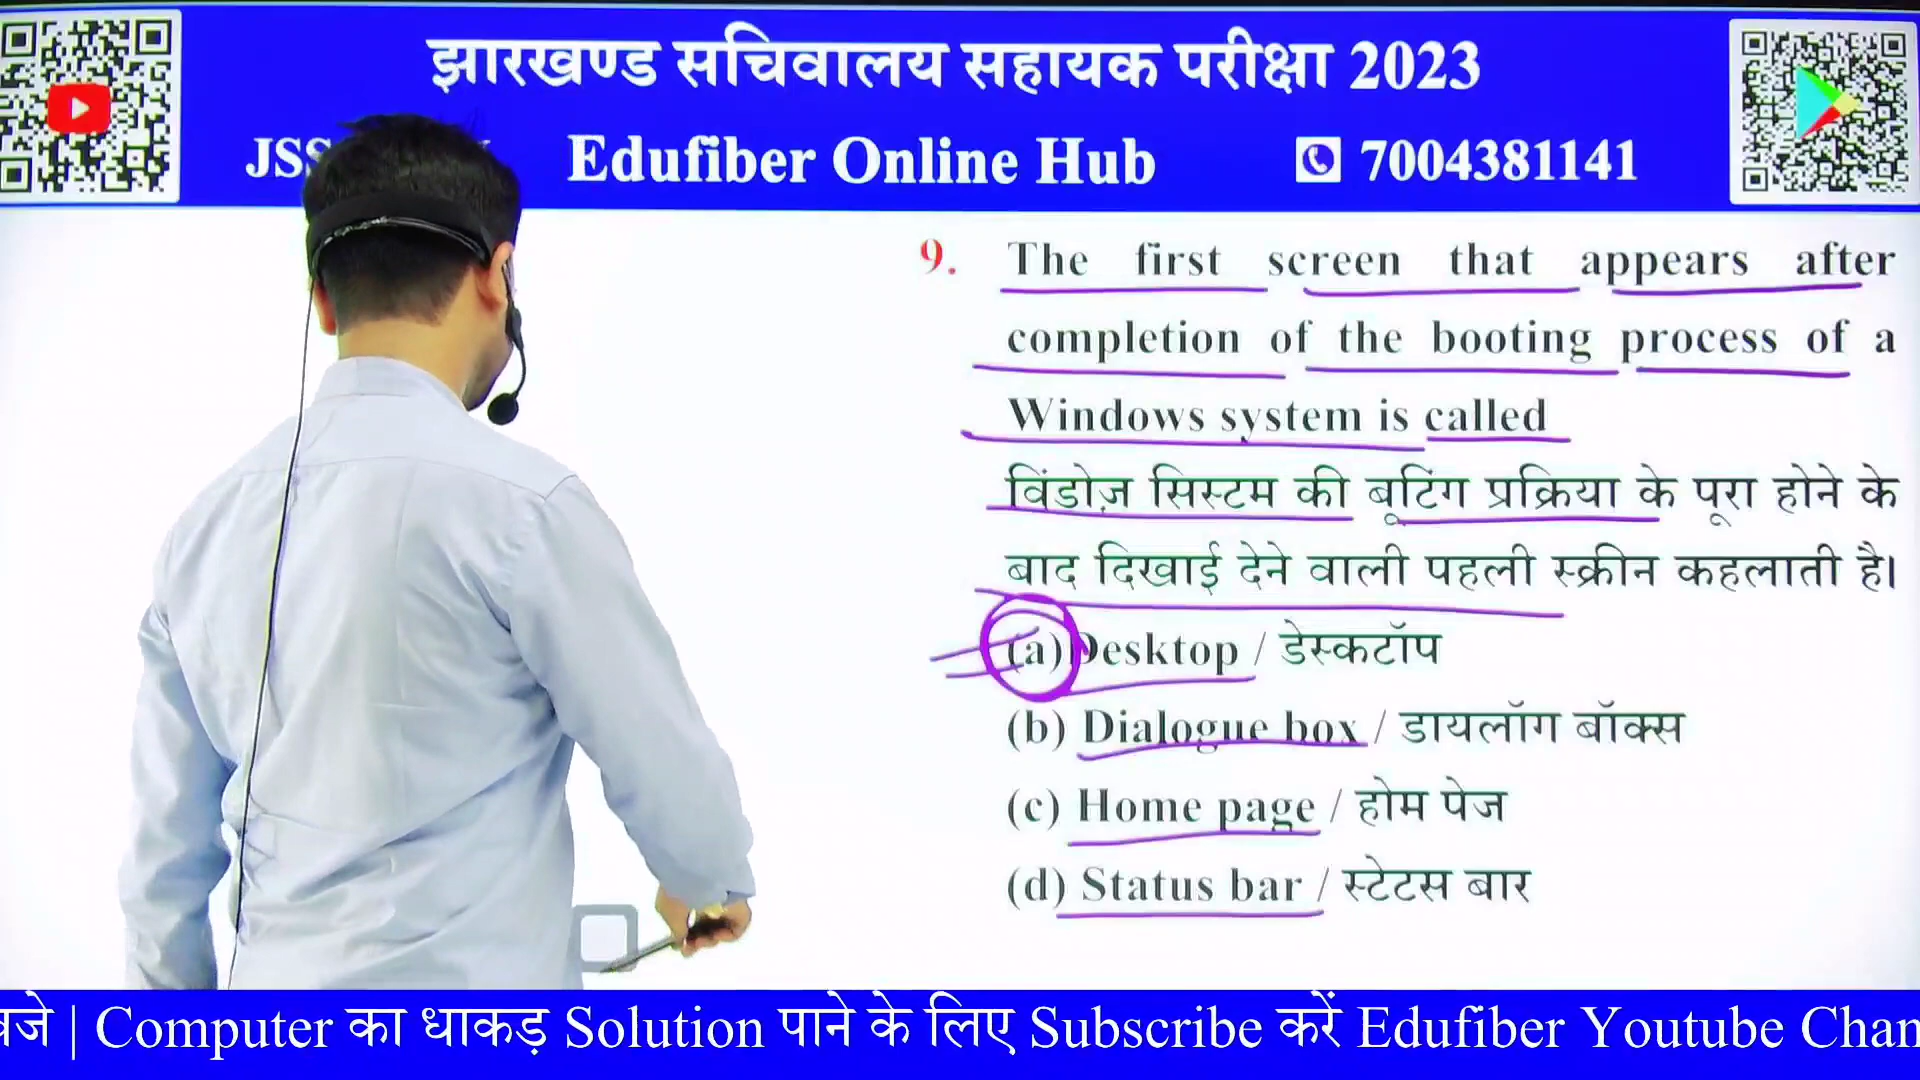 झारखण्ड सचिवालय सहायक परीक्षा 2023
Edufiber Online Hub
7004381141
9. The first screen that appears after
completion of the booting process of a
Windows system is called
विंडोज़ सिस्टम की बूटिंग प्रक्रिया के पूरा होने के
बाद दिखाई देने वाली पहली स्क्रीन कहलाती है।
(a) Desktop / डेस्कटॉप
(b) Dialogue box / डायलॉग बॉक्स
(c) Home page / होम पेज
(d) Status bar / स्टेटस बार
| Computer का धाकड़ Solution पाने के लिए Subscribe करें Edufiber Youtube